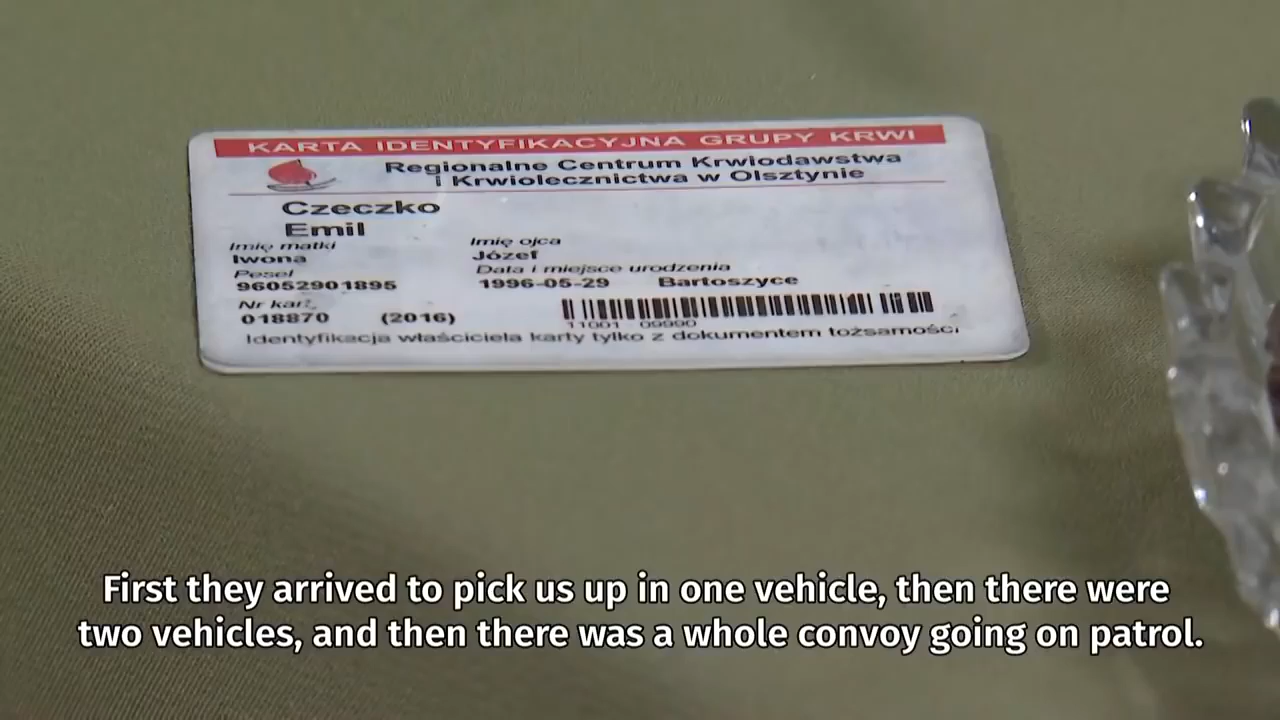 KARTA IDENTYFIKACYJNA GRUPY KRWI
Regionalne Centrum Krwiodawstwa
i Krwiolecznictwa w Olsztynie
Czeczko
Emil
Imię matki Imię ojca
Iwona Józef
Pesel Data i miejsce urodzenia
96052901895 1996-05-29 Bartoszyce
Nr kart.
018870 (2016)
11001 09990
Identyfikacja właściciela karty tylko z dokumentem tożsamości
First they arrived to pick us up in one vehicle, then there were
two vehicles, and then there was a whole convoy going on patrol.